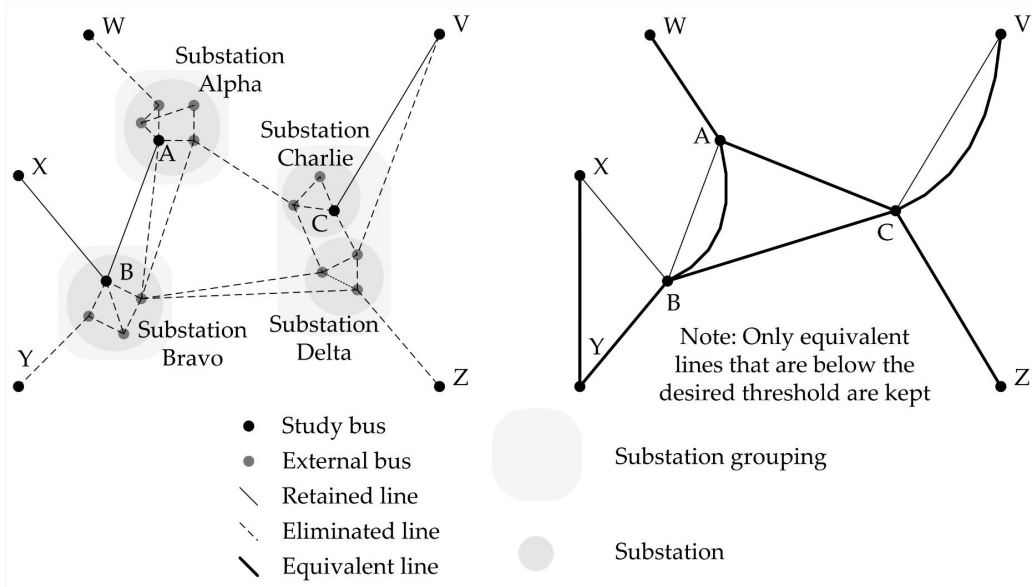 W
Substation
Alpha
V
A
Substation
Charlie
X
C
B
Substation
Bravo
Substation
Delta
Y
Z
W
V
A
X
C
B
Y
Note: Only equivalent
lines that are below the
desired threshold are kept
Z
Study bus
External bus
Retained line
Eliminated line
Equivalent line
Substation grouping
Substation